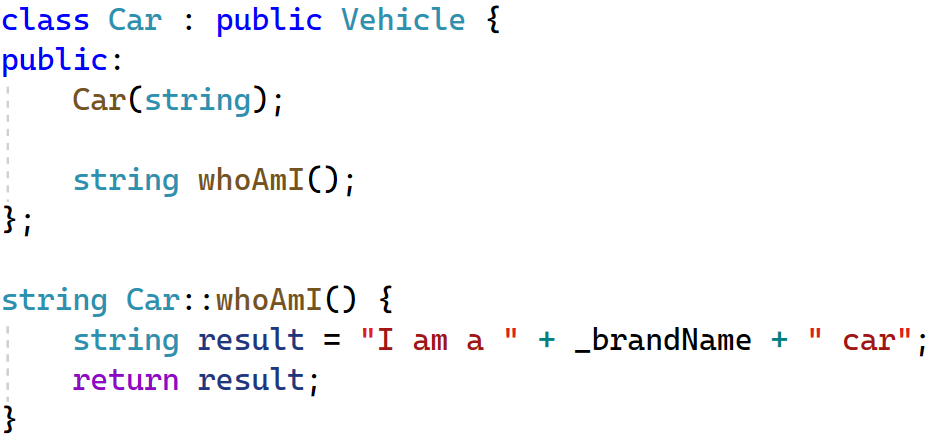 class Car : public Vehicle {
public:
    Car(string);

    string whoAmI();
};

string Car::whoAmI() {
    string result = "I am a " + _brandName + " car";
    return result;
}